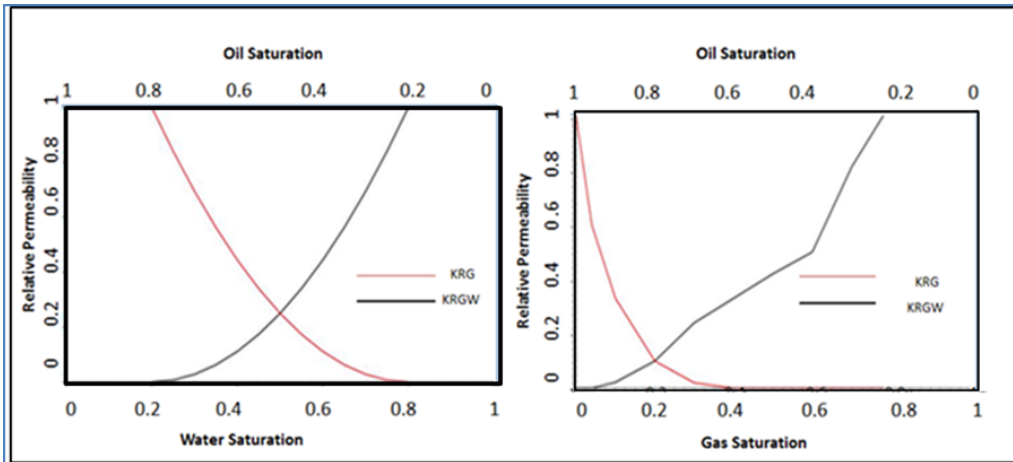 Oil Saturation
1 0.8 0.6 0.4 0.2 0
Relative Permeability
0 0.2 0.4 0.6 0.8 1
KRG
KRGW
0 0.2 0.4 0.6 0.8 1
Water Saturation
Oil Saturation
1 0.8 0.6 0.4 0.2 0
Relative Permeability
0 0.2 0.4 0.6 0.8 1
KRG
KRGW
0 0.2 0.4 0.6 0.8 1
Gas Saturation